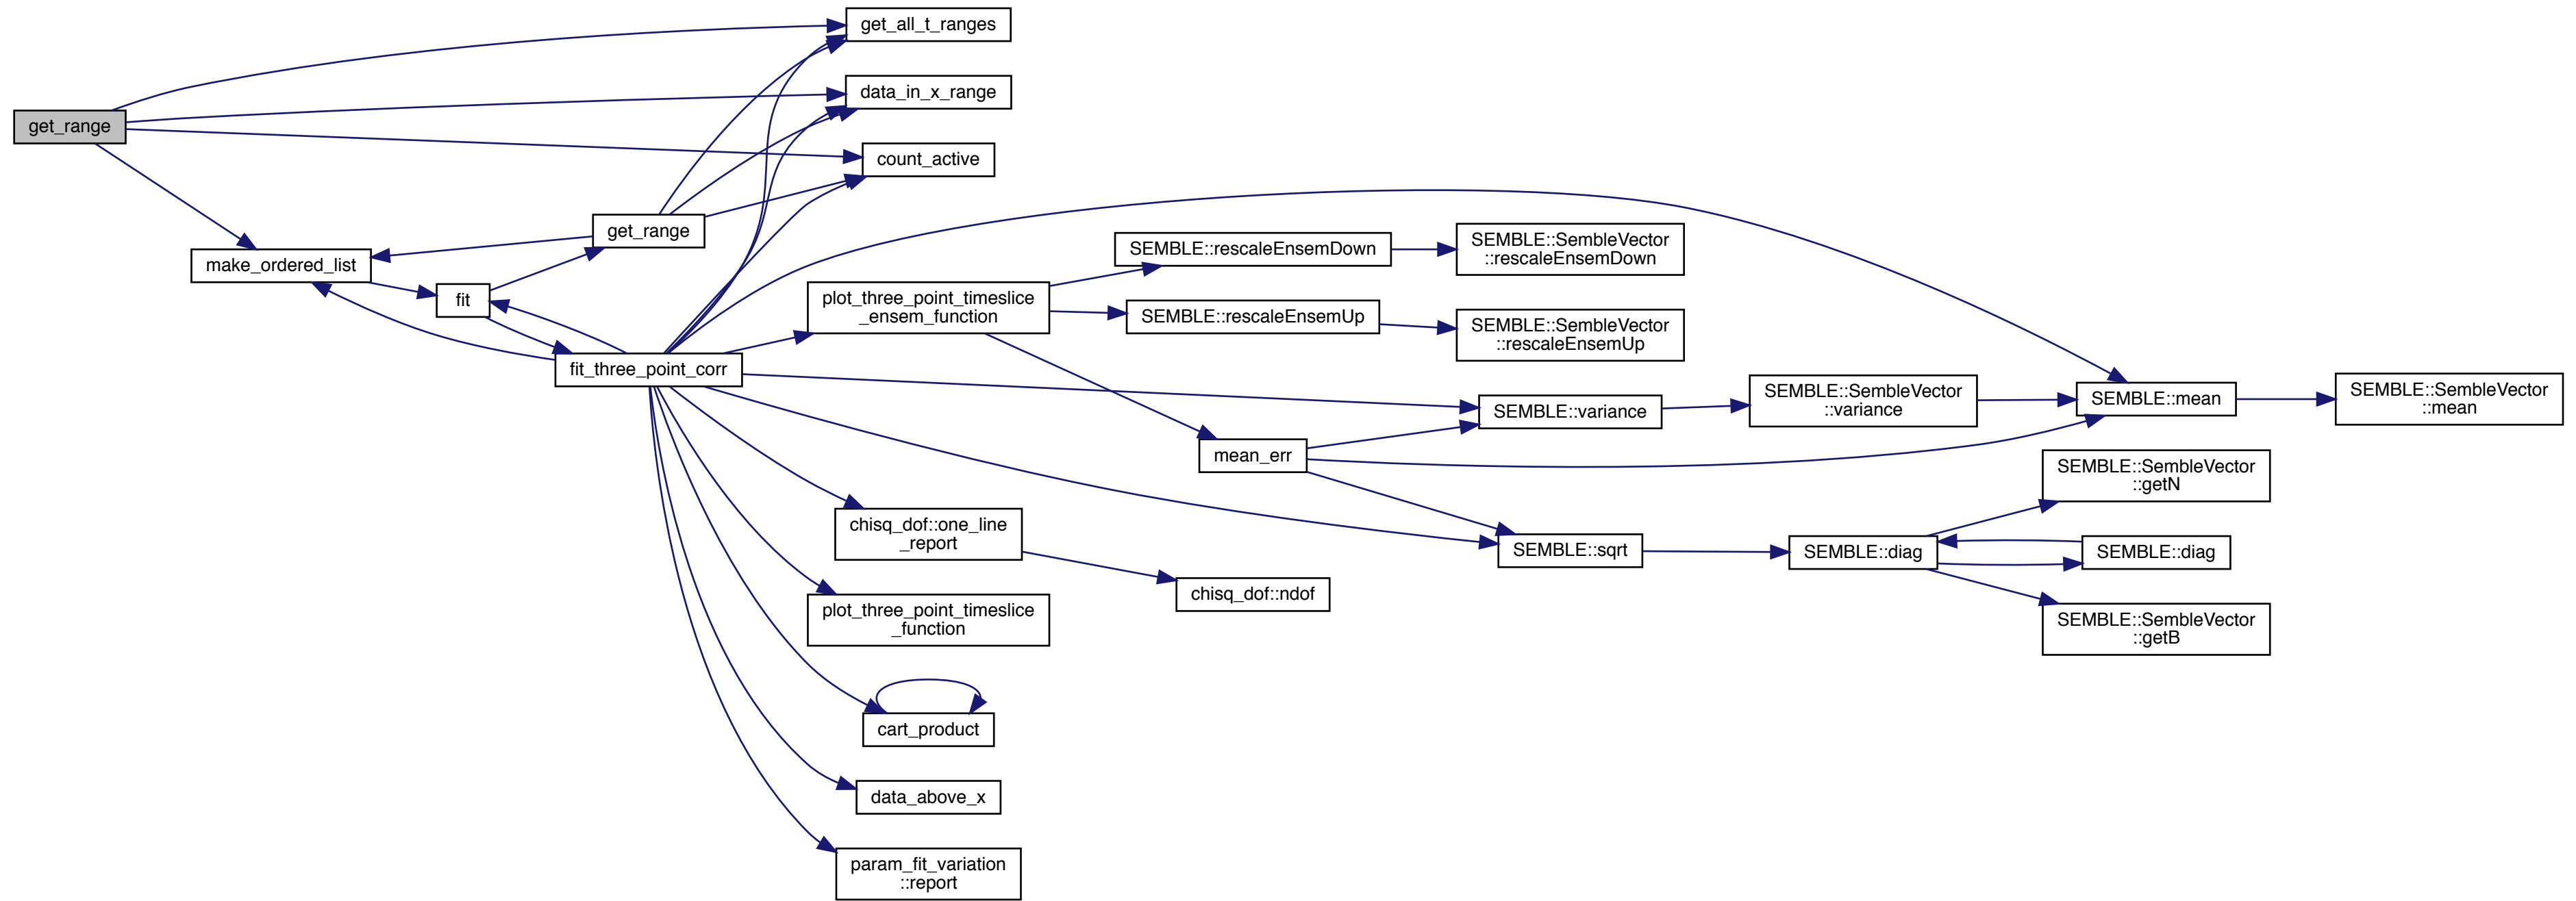 get_range
make_ordered_list
fit
get_range
fit_three_point_corr
get_all_t_ranges
data_in_x_range
count_active
plot_three_point_timeslice
_ensem_function
chisq_dof::one_line
_report
plot_three_point_timeslice
_function
cart_product
data_above_x
param_fit_variation
::report
SEMBLE::rescaleEnsemDown
SEMBLE::rescaleEnsemUp
mean_err
chisq_dof::ndof
SEMBLE::SembleVector
::rescaleEnsemDown
SEMBLE::SembleVector
::rescaleEnsemUp
SEMBLE::variance
SEMBLE::sqrt
SEMBLE::SembleVector
::variance
SEMBLE::diag
SEMBLE::mean
SEMBLE::SembleVector
::getN
SEMBLE::diag
SEMBLE::SembleVector
::getB
SEMBLE::SembleVector
::mean